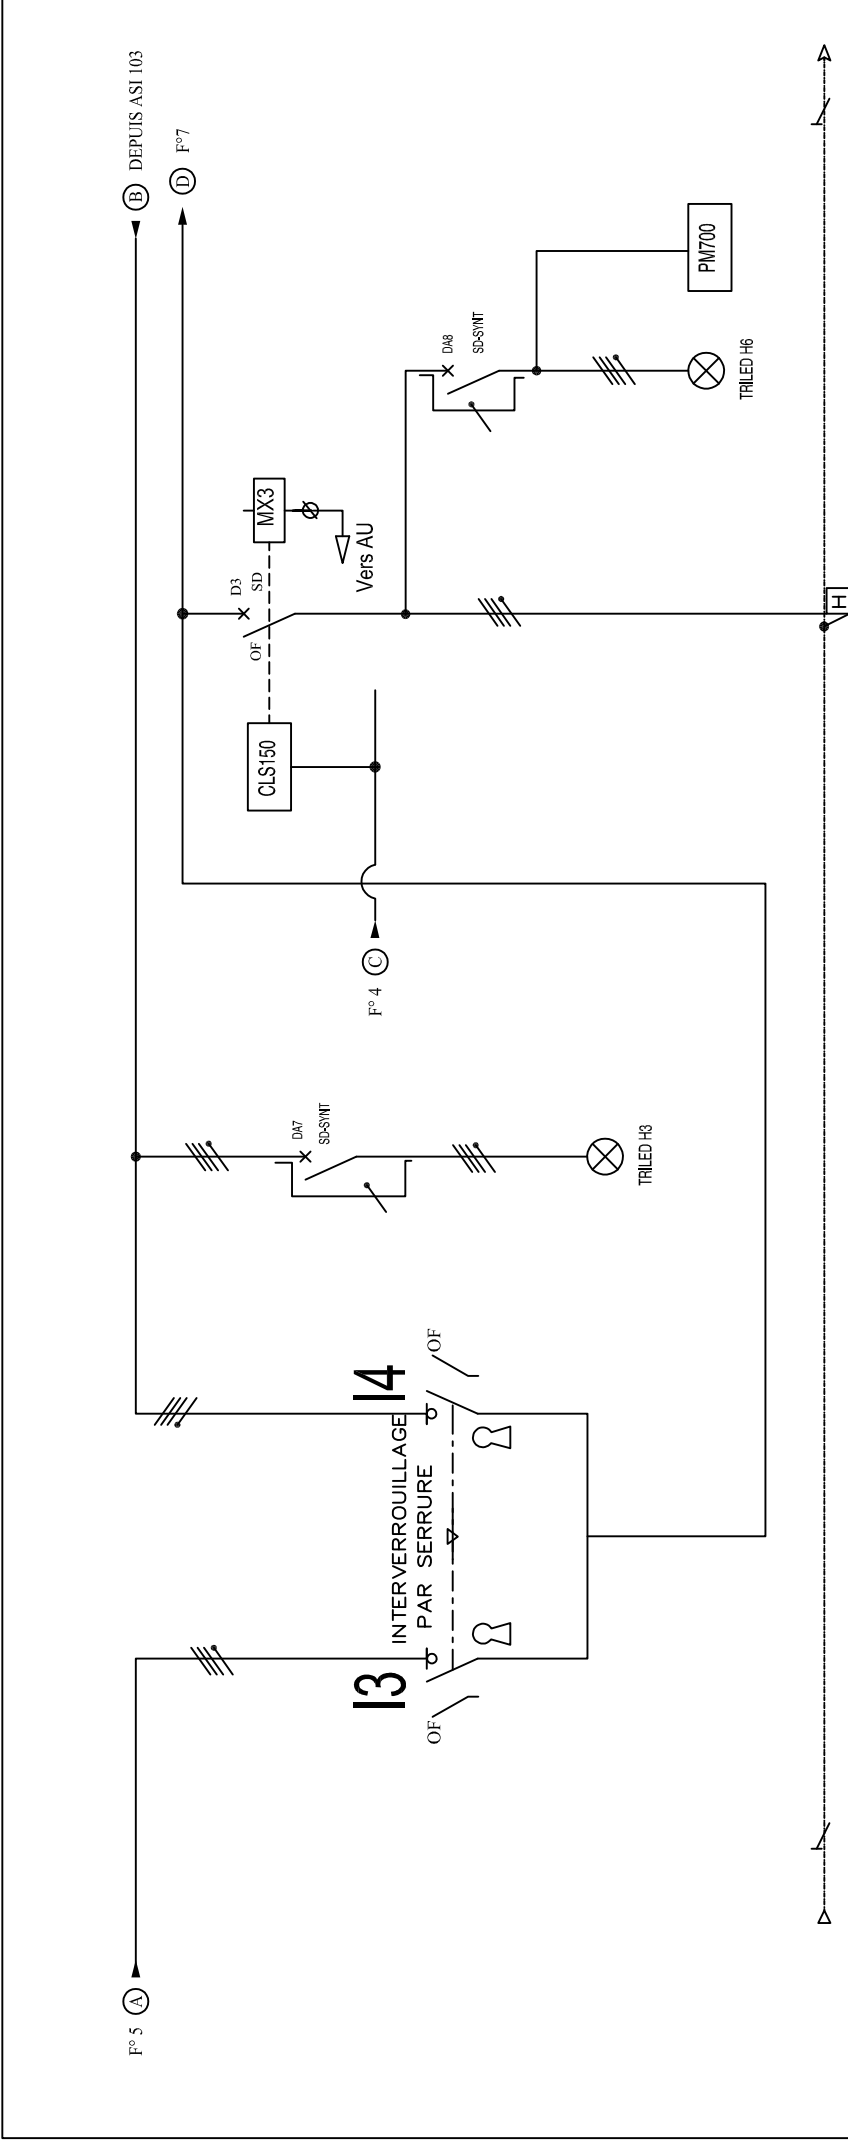 F° 5 A
OF
I3
INTERVERROUILLAGE
PAR SERRURE
I4
OF
DA7
SD-SYNT
TRILED H3
F° 4 C
CLS150
OF
D3
SD
MX3
Vers AU
DA8
SD-SYNT
TRILED H6
PM700
B DEPUIS ASI 103
D F°7
H